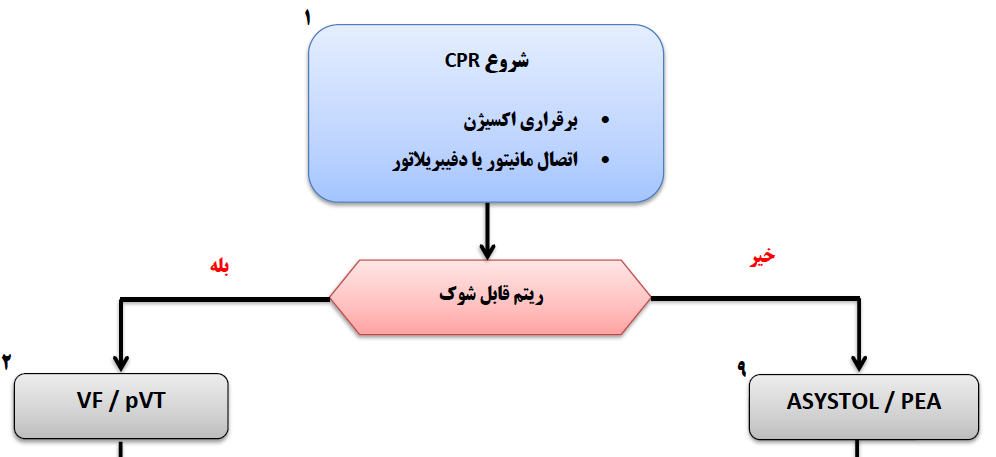 ۱
شروع CPR
• برقراری اکسیژن
• اتصال مانیتور یا دفیبریلاتور
خیر
بله
ریتم قابل شوک
۲
VF / pVT
۹
ASYSTOL / PEA